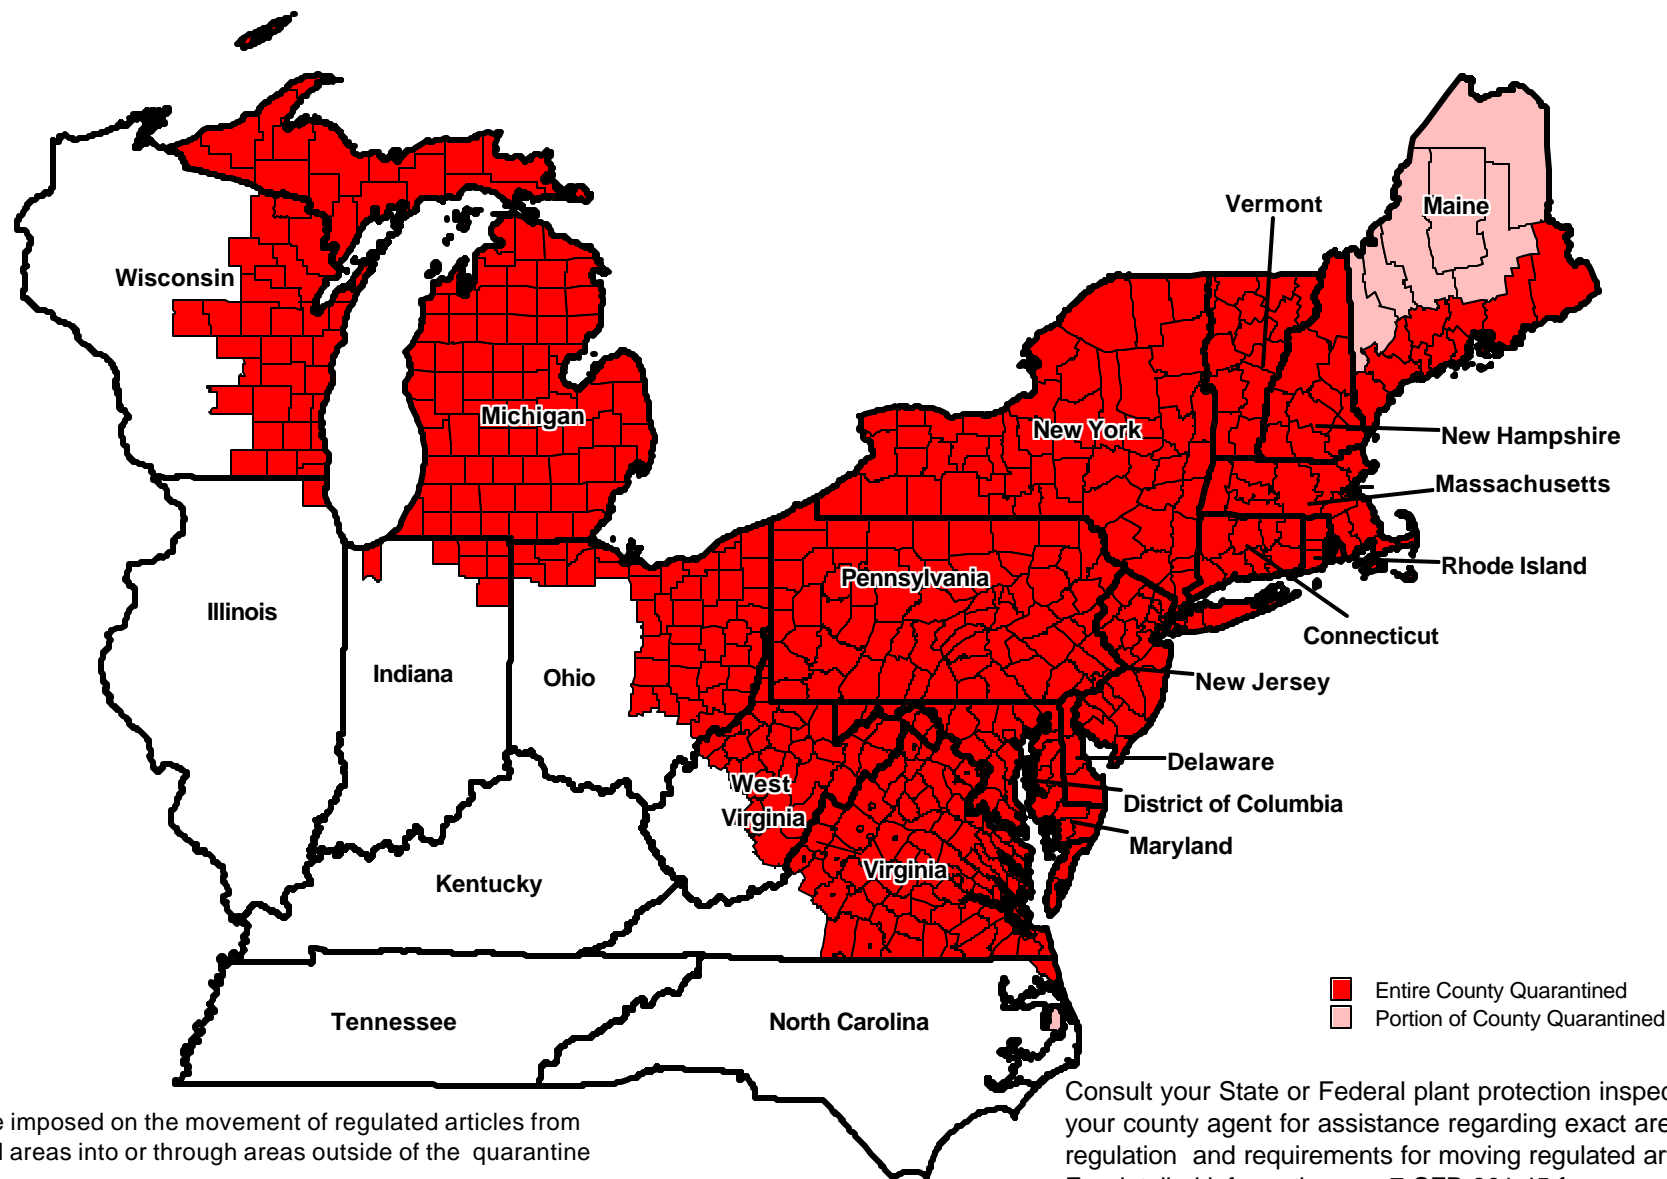 Vermont
Maine
Wisconsin
Michigan
New York
New Hampshire
Massachusetts
Pennsylvania
Rhode Island
Illinois
Connecticut
Indiana
Ohio
New Jersey
Delaware
West
Virginia
District of Columbia
Maryland
Virginia
Kentucky
Tennessee
North Carolina
Entire County Quarantined
Portion of County Quarantined
imposed on the movement of regulated articles from
areas into or through areas outside of the quarantine
Consult your State or Federal plant protection inspec
your county agent for assistance regarding exact are
regulation and requirements for moving regulated ar